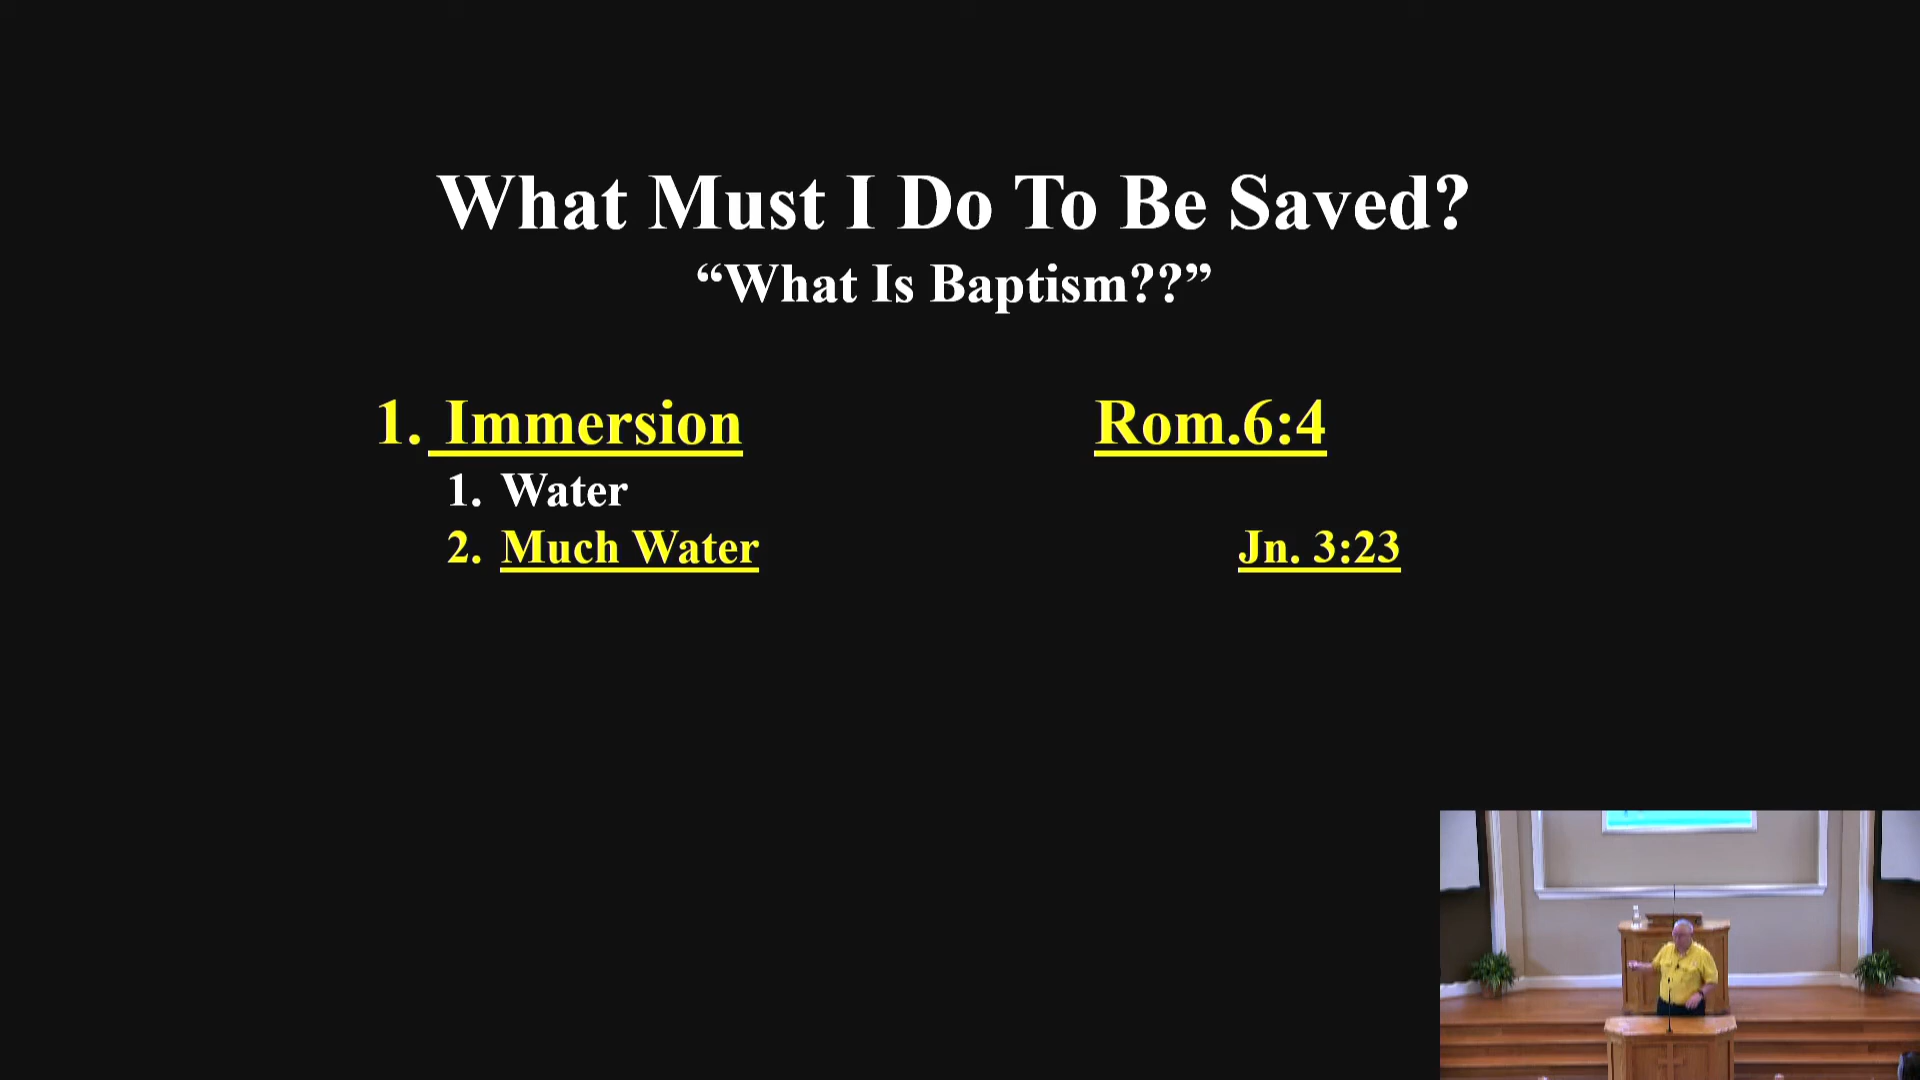 What Must I Do To Be Saved?
“What Is Baptism??”
1. Immersion Rom.6:4
1. Water
2. Much Water Jn. 3:23